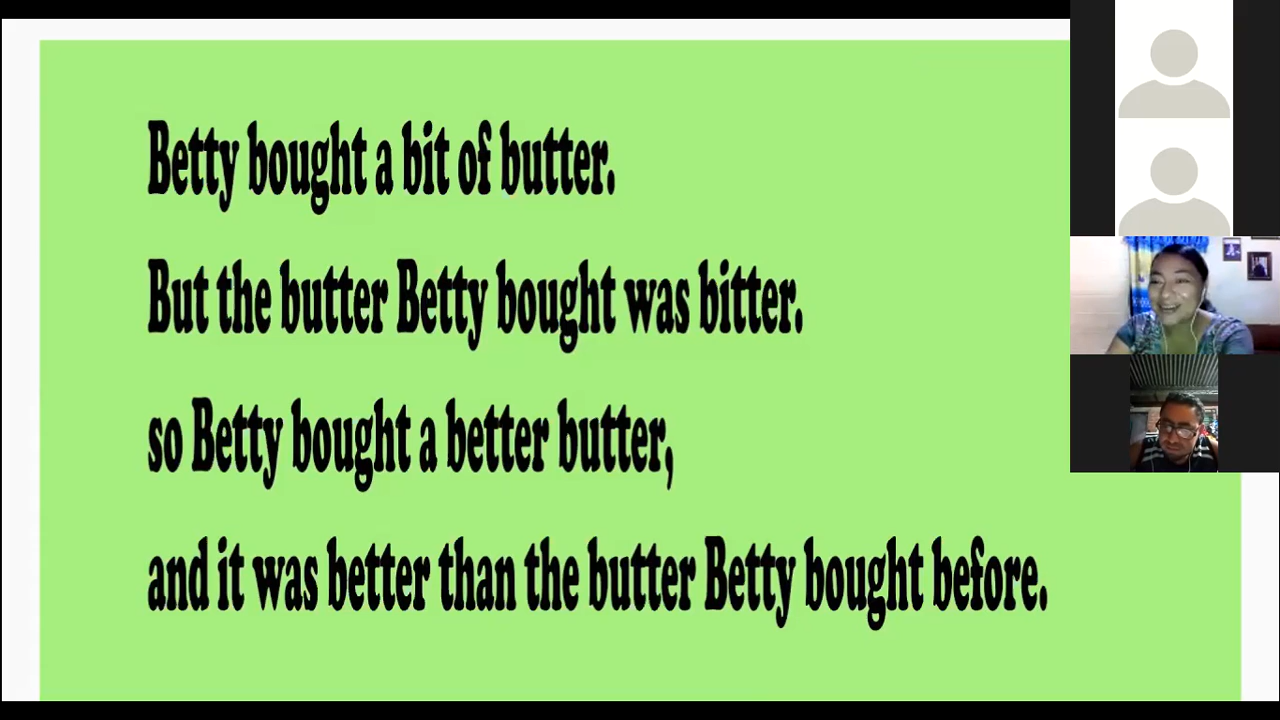 Betty bought a bit of butter.
But the butter Betty bought was bitter.
so Betty bought a better butter,
and it was better than the butter Betty bought before.